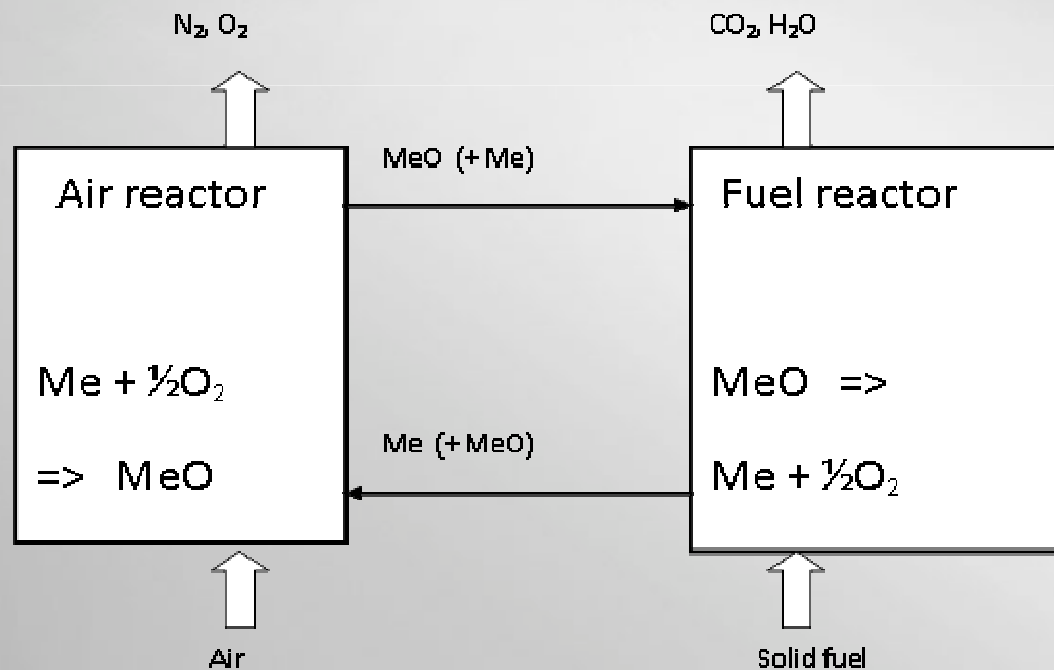 N₂, O₂
CO₂, H₂O
MeO (+ Me)
Air reactor
Fuel reactor
Me + ½O₂
=> MeO
MeO =>
Me + ½O₂
Me (+ MeO)
Air
Solid fuel